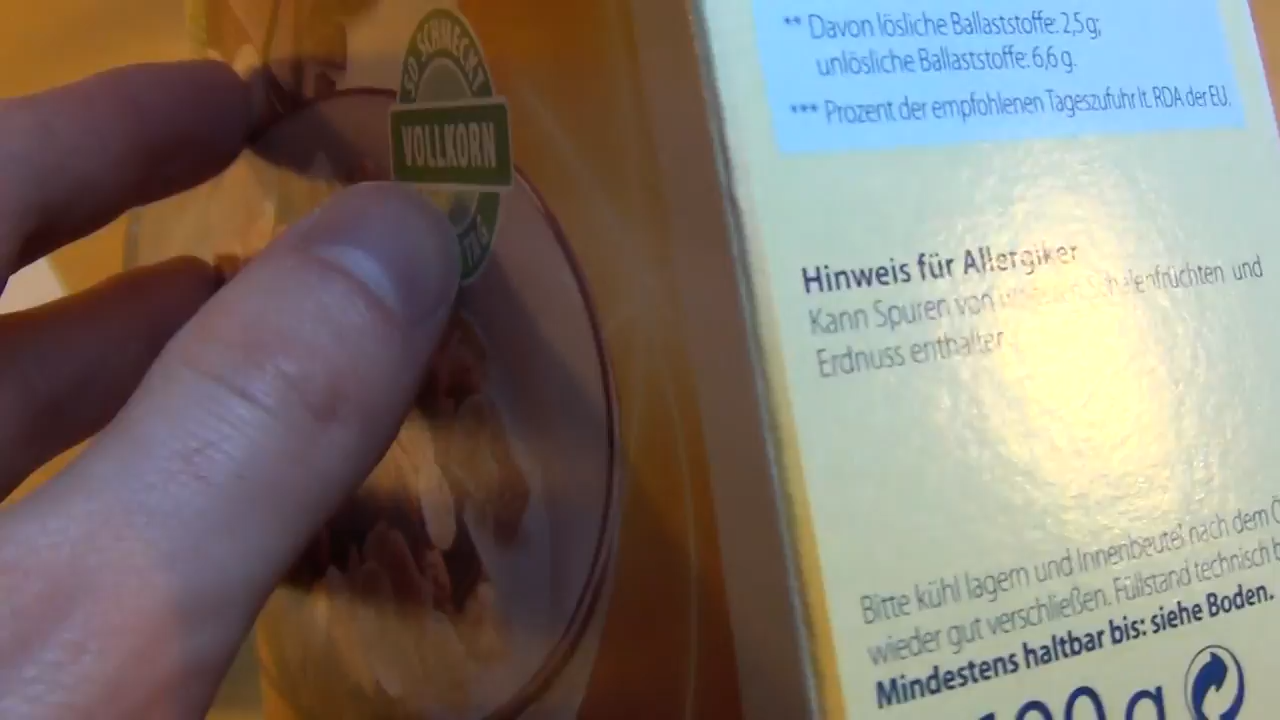 SO SCHMECKT
VOLLKORN
** Davon lösliche Ballaststoffe: 2,5 g;
unlösliche Ballaststoffe: 6,6 g.
*** Prozent der empfohlenen Tageszufuhr lt. RDA der EU.
Hinweis für Allergiker
Kann Spuren von Schalenfrüchten und
Erdnuss enthalten
Bitte kühl lagern und Innenbeutel nach dem
wieder gut verschließen. Füllstand technisch
Mindestens haltbar bis: siehe Boden.
00 g